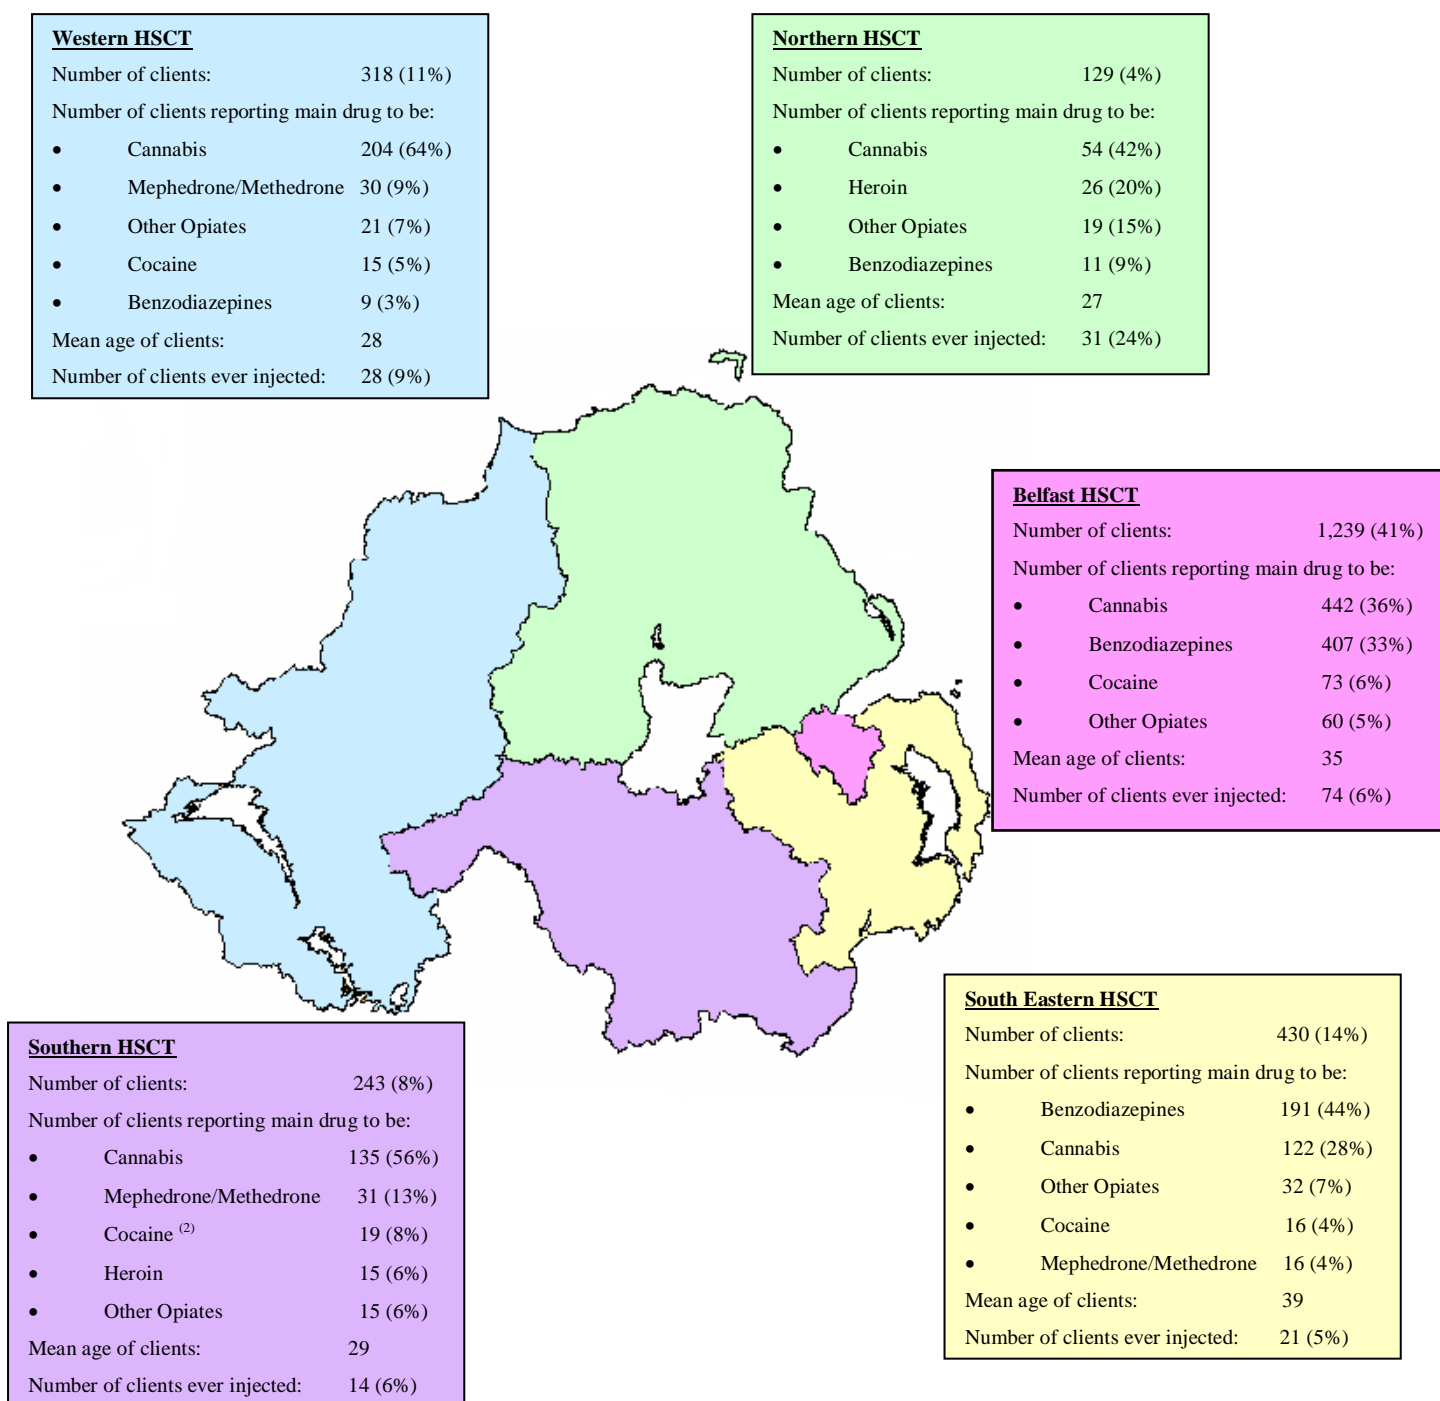 Western HSCT
Number of clients: 318 (11%)
Number of clients reporting main drug to be:
• Cannabis 204 (64%)
• Mephedrone/Methedrone 30 (9%)
• Other Opiates 21 (7%)
• Cocaine 15 (5%)
• Benzodiazepines 9 (3%)
Mean age of clients: 28
Number of clients ever injected: 28 (9%)
Northern HSCT
Number of clients: 129 (4%)
Number of clients reporting main drug to be:
• Cannabis 54 (42%)
• Heroin 26 (20%)
• Other Opiates 19 (15%)
• Benzodiazepines 11 (9%)
Mean age of clients: 27
Number of clients ever injected: 31 (24%)
Belfast HSCT
Number of clients: 1,239 (41%)
Number of clients reporting main drug to be:
• Cannabis 442 (36%)
• Benzodiazepines 407 (33%)
• Cocaine 73 (6%)
• Other Opiates 60 (5%)
Mean age of clients: 35
Number of clients ever injected: 74 (6%)
South Eastern HSCT
Number of clients: 430 (14%)
Number of clients reporting main drug to be:
• Benzodiazepines 191 (44%)
• Cannabis 122 (28%)
• Other Opiates 32 (7%)
• Cocaine 16 (4%)
• Mephedrone/Methedrone 16 (4%)
Mean age of clients: 39
Number of clients ever injected: 21 (5%)
Southern HSCT
Number of clients: 243 (8%)
Number of clients reporting main drug to be:
• Cannabis 135 (56%)
• Mephedrone/Methedrone 31 (13%)
• Cocaine (2) 19 (8%)
• Heroin 15 (6%)
• Other Opiates 15 (6%)
Mean age of clients: 29
Number of clients ever injected: 14 (6%)